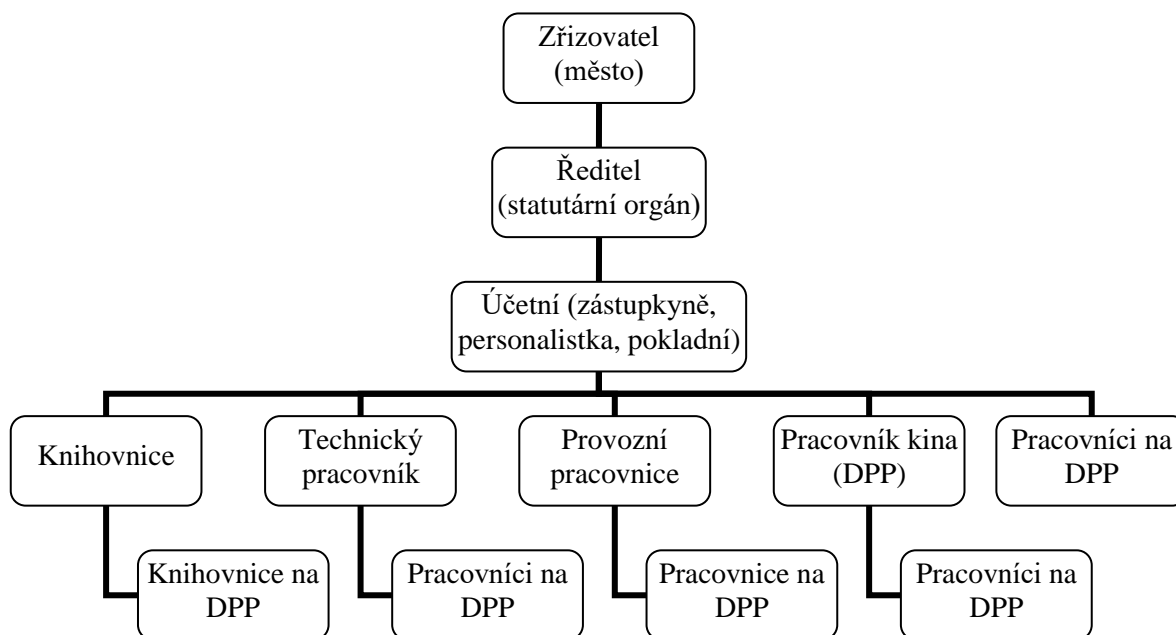 Zřizovatel
(město)
Ředitel
(statutární orgán)
Účetní (zástupkyně,
personalistka, pokladní)
Knihovnice
Technický
pracovník
Provozní
pracovnice
Pracovník kina
(DPP)
Pracovníci na
DPP
Knihovnice na
DPP
Pracovníci na
DPP
Pracovnice na
DPP
Pracovníci na
DPP